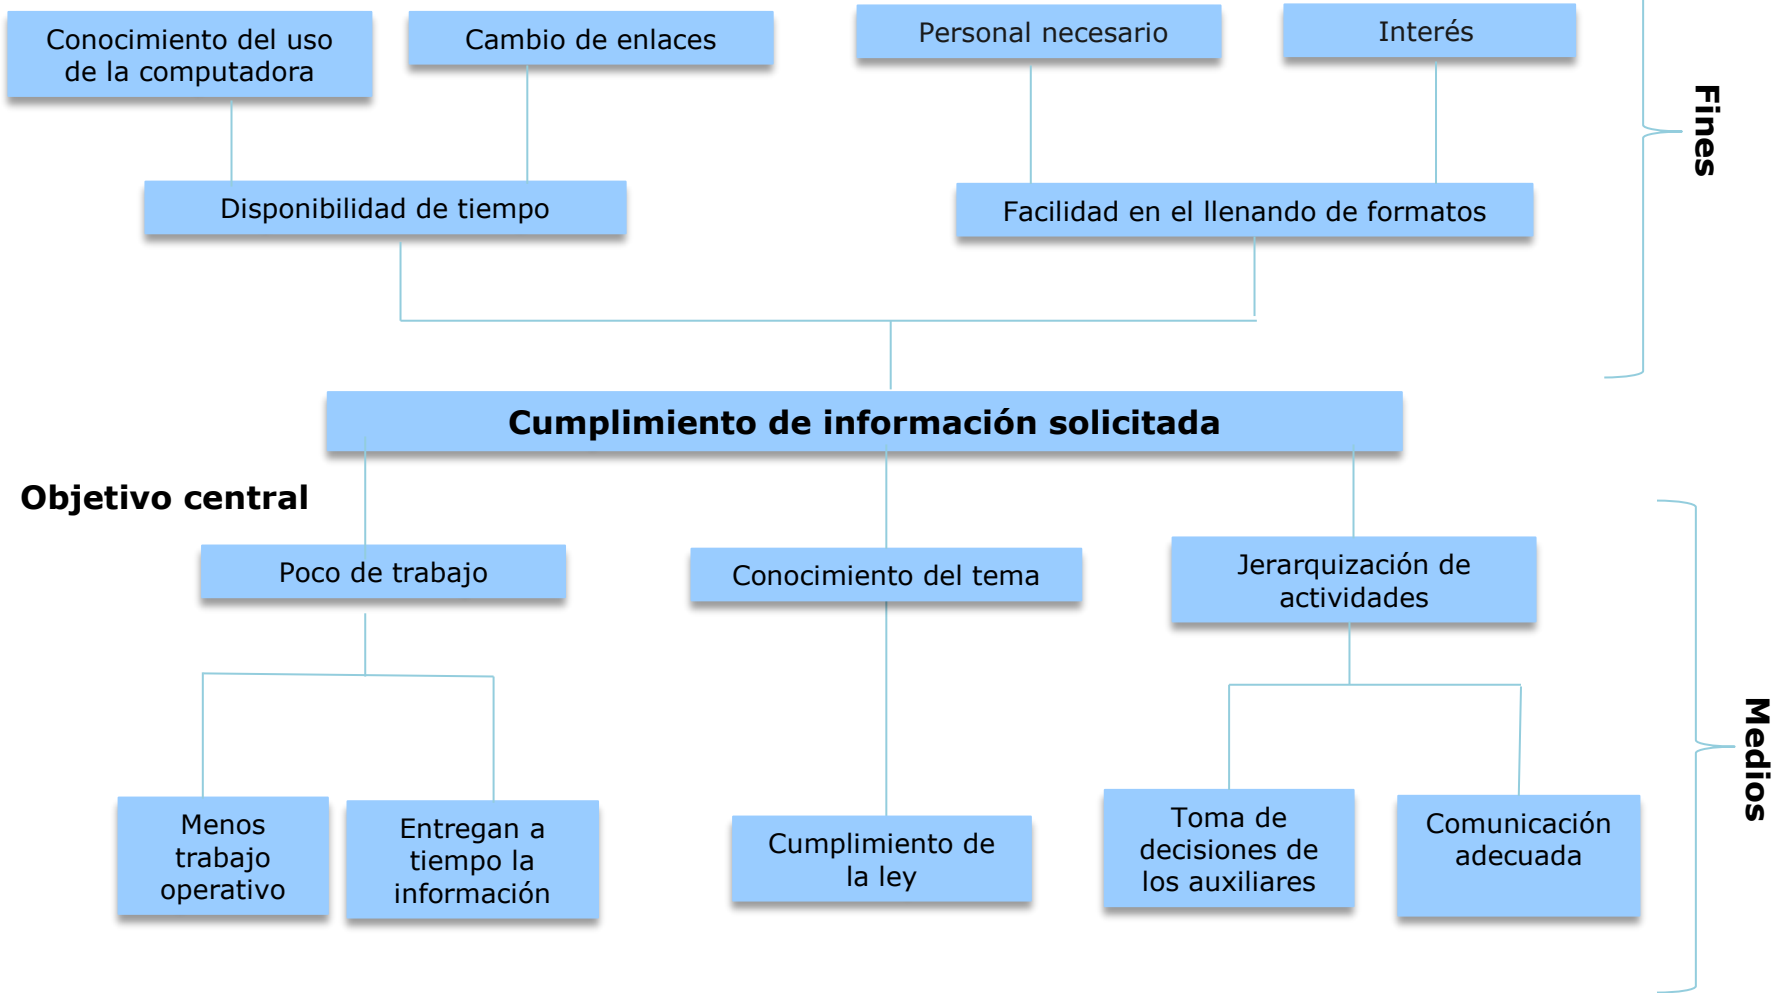 Conocimiento del uso
de la computadora
Cambio de enlaces
Personal necesario
Interés
Fines
Disponibilidad de tiempo
Facilidad en el llenando de formatos
Cumplimiento de información solicitada
Objetivo central
Poco de trabajo
Conocimiento del tema
Jerarquización de
actividades
Medios
Menos
trabajo
operativo
Entregan a
tiempo la
información
Cumplimiento de
la ley
Toma de
decisiones de
los auxiliares
Comunicación
adecuada